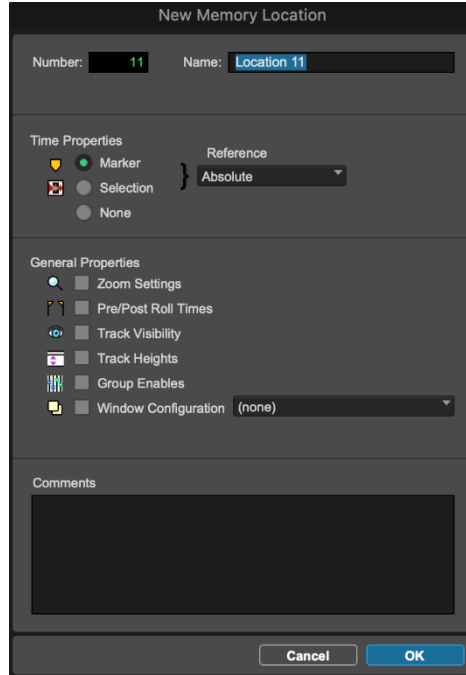 New Memory Location
Number: 11 Name: Location 11
Time Properties
Marker
Reference
Absolute
Selection
None
General Properties
Zoom Settings
Pre/Post Roll Times
Track Visibility
Track Heights
Group Enables
Window Configuration (none)
Comments
Cancel OK